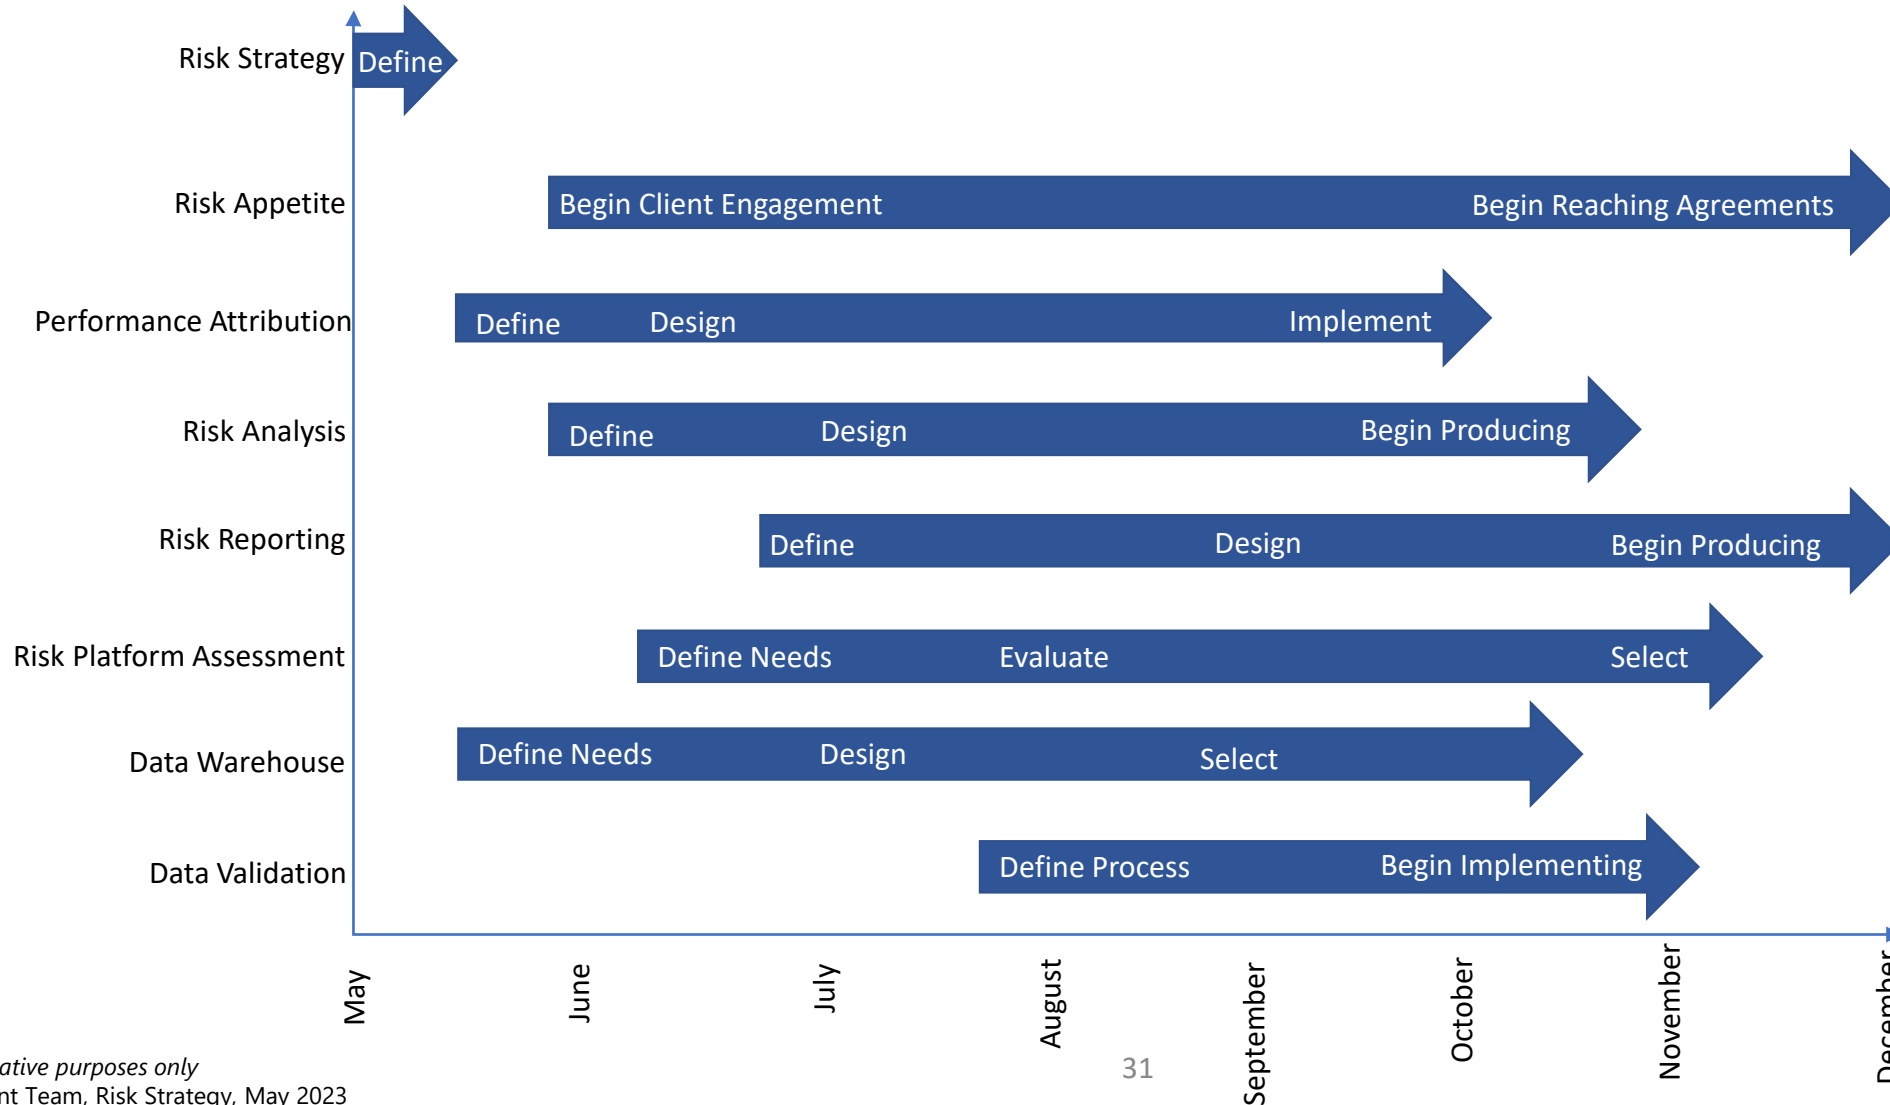 Risk Strategy Define
Risk Appetite Begin Client Engagement Begin Reaching Agreements
Performance Attribution Define Design Implement
Risk Analysis Define Design Begin Producing
Risk Reporting Define Design Begin Producing
Risk Platform Assessment Define Needs Evaluate Select
Data Warehouse Define Needs Design Select
Data Validation Define Process Begin Implementing
May June July August September October November December
ative purposes only
31
nt Team, Risk Strategy, May 2023